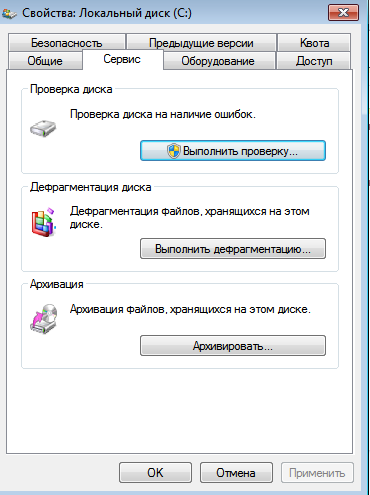 Свойства: Локальный диск (C:)
Безопасность Предыдущие версии Квота
Общие Сервис Оборудование Доступ
Проверка диска
Проверка диска на наличие ошибок.
Выполнить проверку...
Дефрагментация диска
Дефрагментация файлов, хранящихся на этом
диске.
Выполнить дефрагментацию...
Архивация
Архивация файлов, хранящихся на этом диске.
Архивировать...
OK Отмена Применить